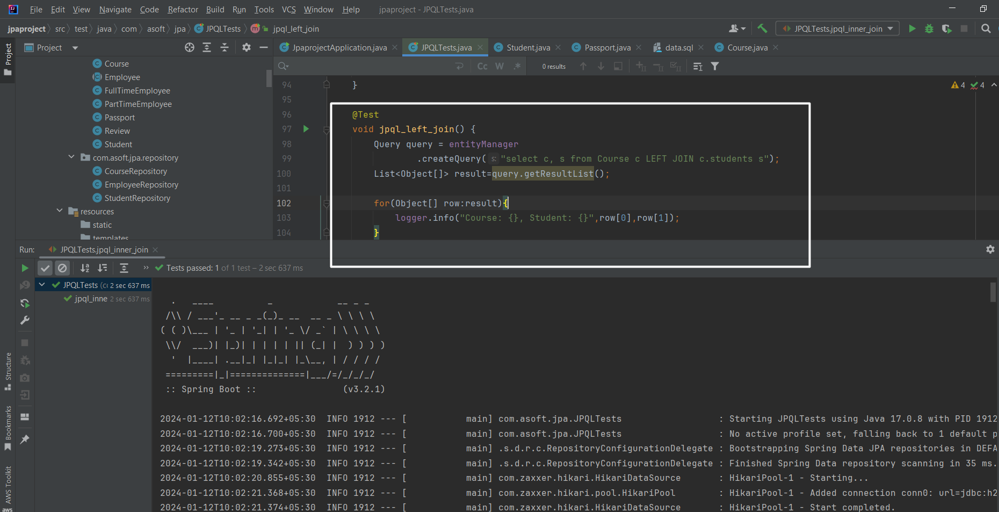 File Edit View Navigate Code Refactor Build Run Tools VCS Window Help jpaproject - JPQLTests.java
jpaproject src test java com asoft jpa JPQLTests jpql_left_join JPQLTests.jpql_inner_join
Project
Project
JpaprojectApplication.java JPQLTests.java Student.java Passport.java data.sql Course.java
Cc W .* 0 results
Course
Employee
FullTimeEmployee
PartTimeEmployee
Passport
Review
Student
com.asoft.jpa.repository
CourseRepository
EmployeeRepository
StudentRepository
resources
static
templates
4 4
94 }
95
96 @Test
97 void jpql_left_join() {
98 Query query = entityManager
99 .createQuery( s: "select c, s from Course c LEFT JOIN c.students s");
100 List<Object[]> result=query.getResultList();
101
102 for(Object[] row:result){
103 logger.info("Course: {}, Student: {}",row[0],row[1]);
104 }
Run: JPQLTests.jpql_inner_join
Tests passed: 1 of 1 test – 2 sec 637 ms
JPQLTests (cc 2 sec 637 ms
jpql_inne 2 sec 637 ms
  .   ____          _            __ _ _
 /\\ / ___'_ __ _ _(_)_ __  __ _ \ \ \ \
( ( )\___ | '_ | '_| | '_ \/ _` | \ \ \ \
 \\/  ___)| |_)| | | | | || (_| |  ) ) ) )
  '  |____| .__|_| |_|_| |_\__, | / / / /
 =========|_|==============|___/=/_/_/_/
 :: Spring Boot ::                (v3.2.1)
2024-01-12T10:02:16.692+05:30  INFO 1912 --- [           main] com.asoft.jpa.JPQLTests                  : Starting JPQLTests using Java 17.0.8 with PID 1912
2024-01-12T10:02:16.700+05:30  INFO 1912 --- [           main] com.asoft.jpa.JPQLTests                  : No active profile set, falling back to 1 default p
2024-01-12T10:02:19.273+05:30  INFO 1912 --- [           main] .s.d.r.c.RepositoryConfigurationDelegate : Bootstrapping Spring Data JPA repositories in DEFA
2024-01-12T10:02:19.342+05:30  INFO 1912 --- [           main] .s.d.r.c.RepositoryConfigurationDelegate : Finished Spring Data repository scanning in 35 ms.
2024-01-12T10:02:20.855+05:30  INFO 1912 --- [           main] com.zaxxer.hikari.HikariDataSource       : HikariPool-1 - Starting...
2024-01-12T10:02:21.368+05:30  INFO 1912 --- [           main] com.zaxxer.hikari.pool.HikariPool        : HikariPool-1 - Added connection conn0: url=jdbc:h2
2024-01-12T10:02:21.374+05:30  INFO 1912 --- [           main] com.zaxxer.hikari.HikariDataSource       : HikariPool-1 - Start completed.
Structure
Bookmarks
AWS Toolkit
aws